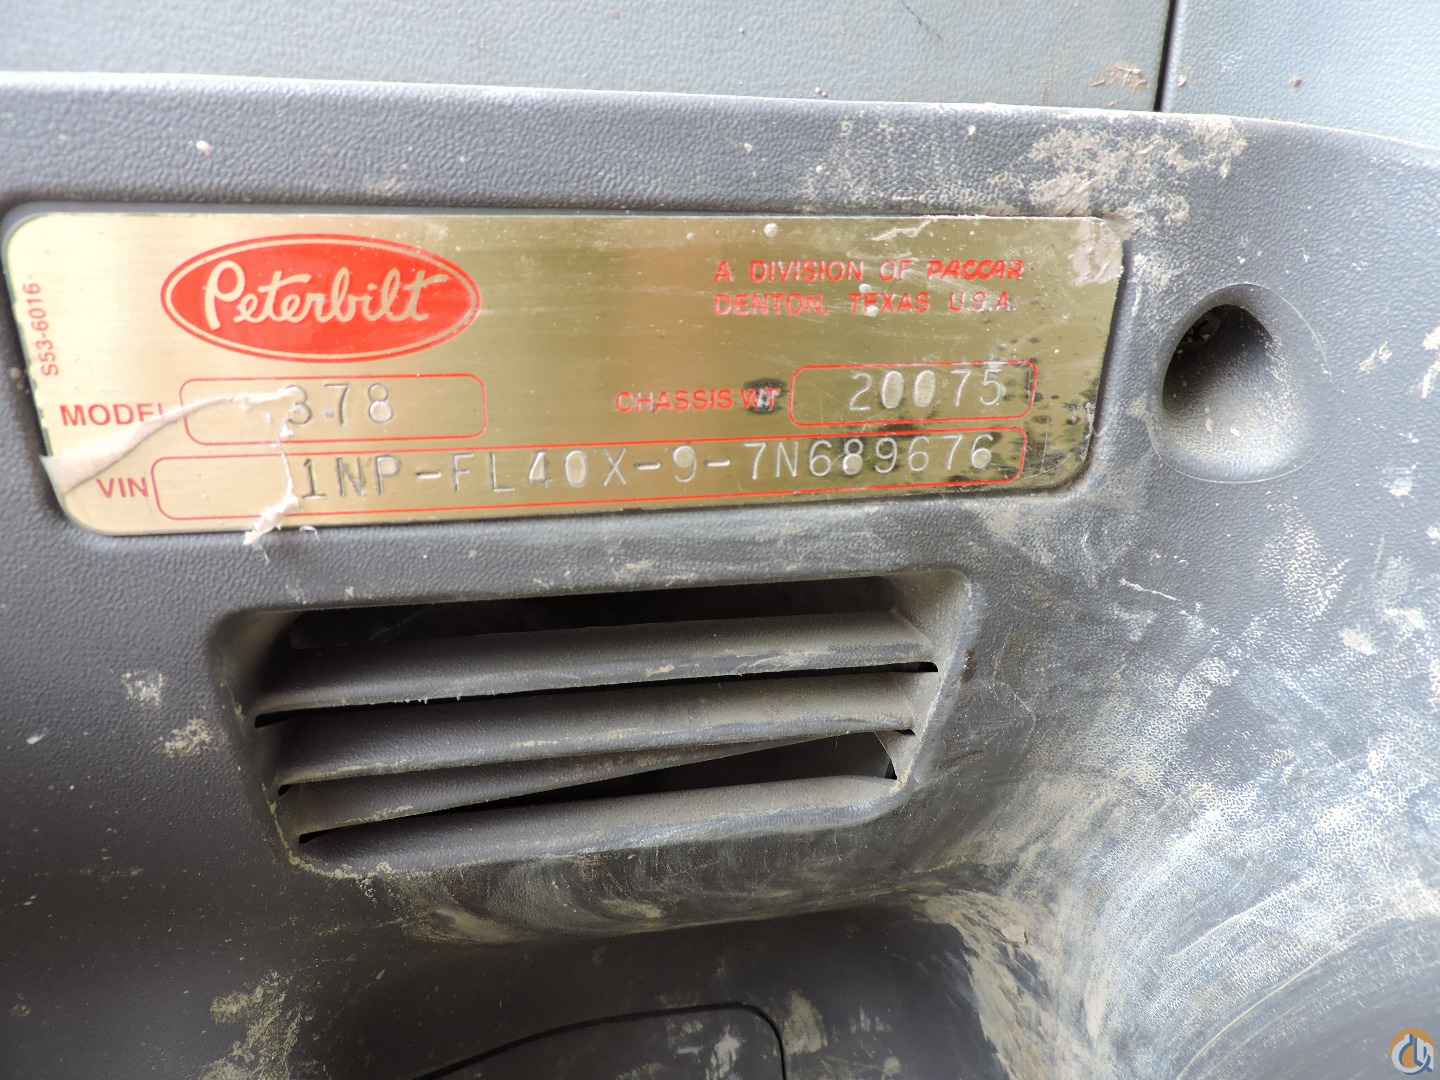 S53-6016
Peterbilt
A DIVISION OF PACCAR
DENTON, TEXAS U.S.A.
MODEL 378
CHASSIS WT 20075
VIN 1NP-FL40X-9-7N689676